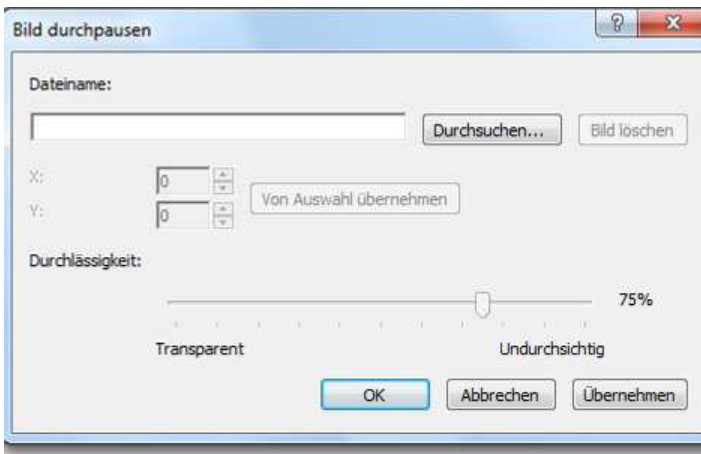 Bild durchpausen
Dateiname:
Durchsuchen... Bild löschen
X: 0
Von Auswahl übernehmen
Y: 0
Durchlässigkeit:
75%
Transparent Undurchsichtig
OK Abbrechen Übernehmen